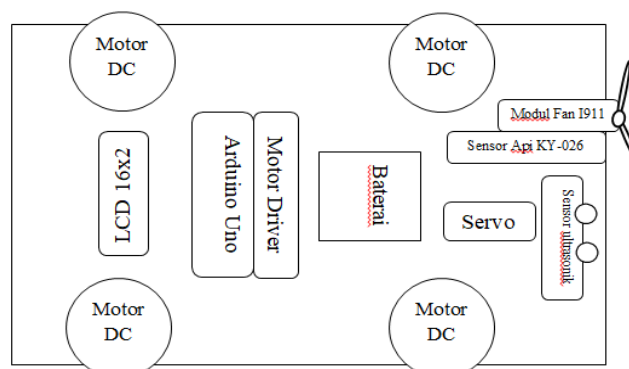 Motor
DC
Motor
DC
Modul Fan I911
Sensor Api KY-026
LCD 16x2
Arduino Uno
Motor Driver
Baterai
Servo
Sensor ultrasonik
Motor
DC
Motor
DC